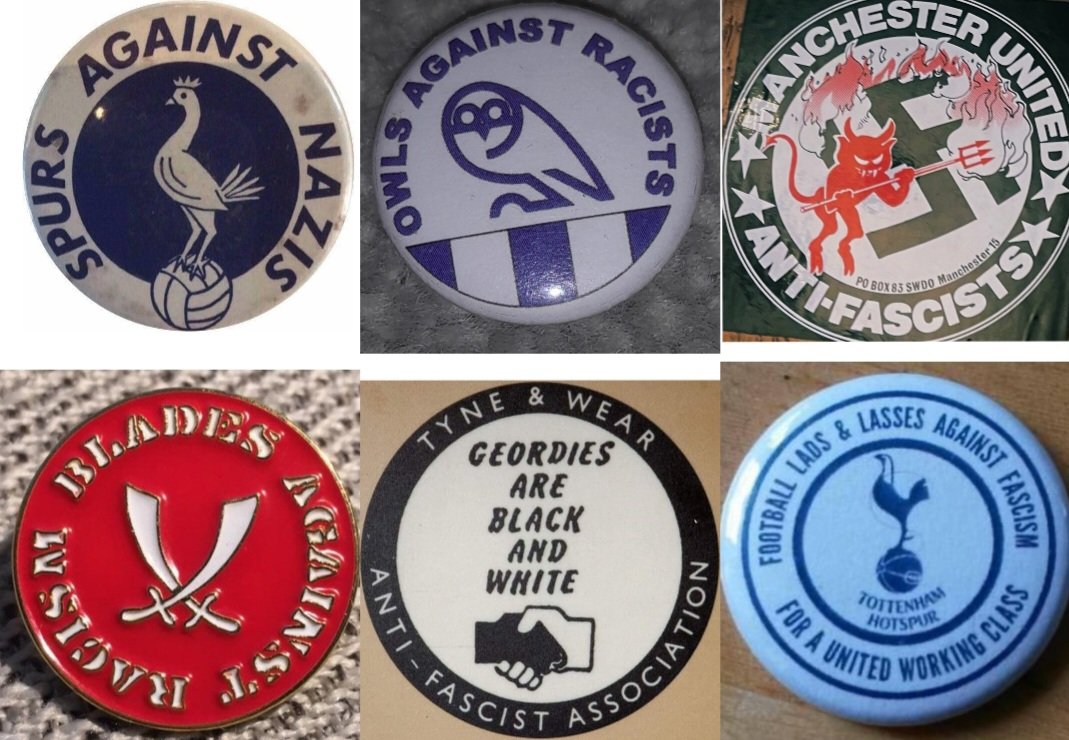 SPURS AGAINST NAZIS
OWLS AGAINST RACISTS
MANCHESTER UNITED
ANTI-FASCISTS
PO BOX 83 SWDO Manchester 15
BLADES AGAINST RACISM
TYNE & WEAR
GEORDIES
ARE
BLACK
AND
WHITE
ANTI-FASCIST ASSOCIATION
FOOTBALL LADS & LASSES AGAINST FASCISM
TOTTENHAM
HOTSPUR
FOR A UNITED WORKING CLASS